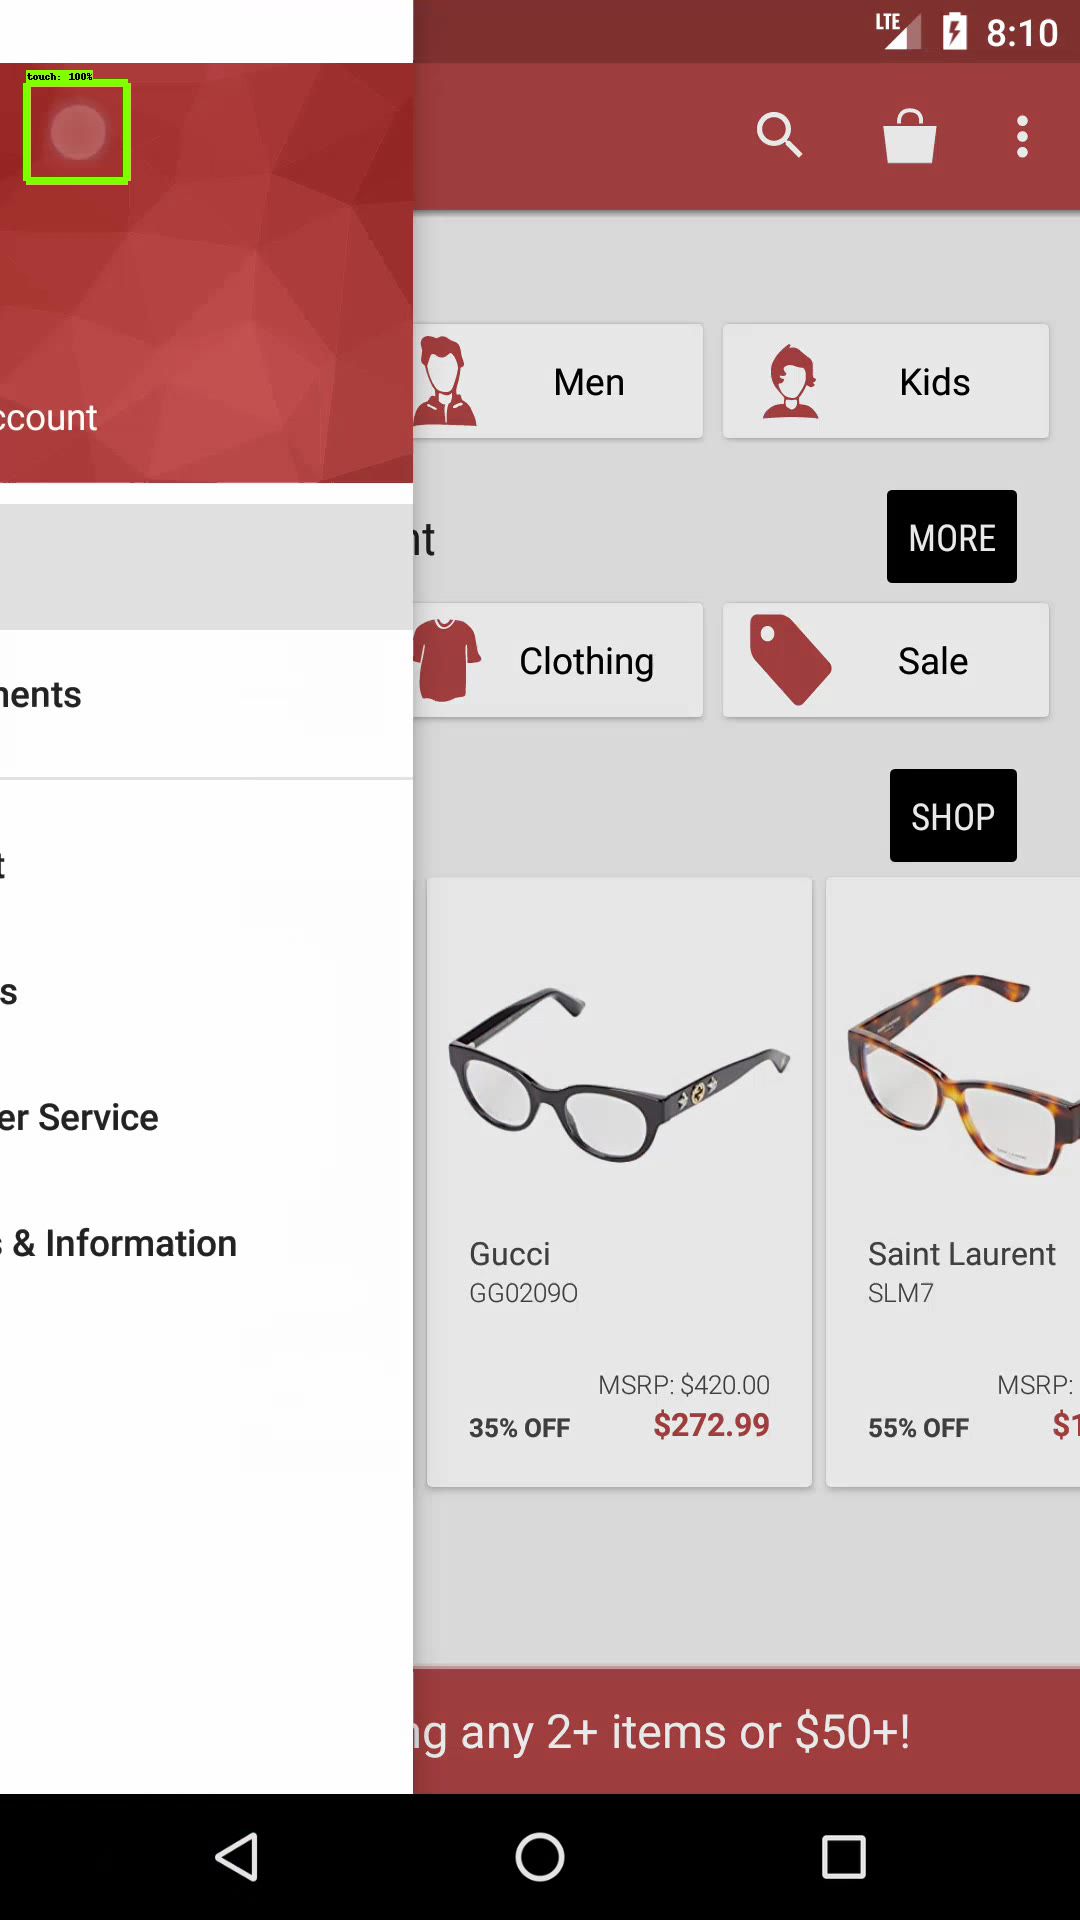 LTE 8:10
touch: 100%
ccount
Men
Kids
nt
MORE
Clothing
Sale
nents
SHOP
t
s
er Service
s & Information
Gucci
GG0209O
MSRP: $420.00
35% OFF $272.99
Saint Laurent
SLM7
MSRP:
55% OFF $1
ng any 2+ items or $50+!